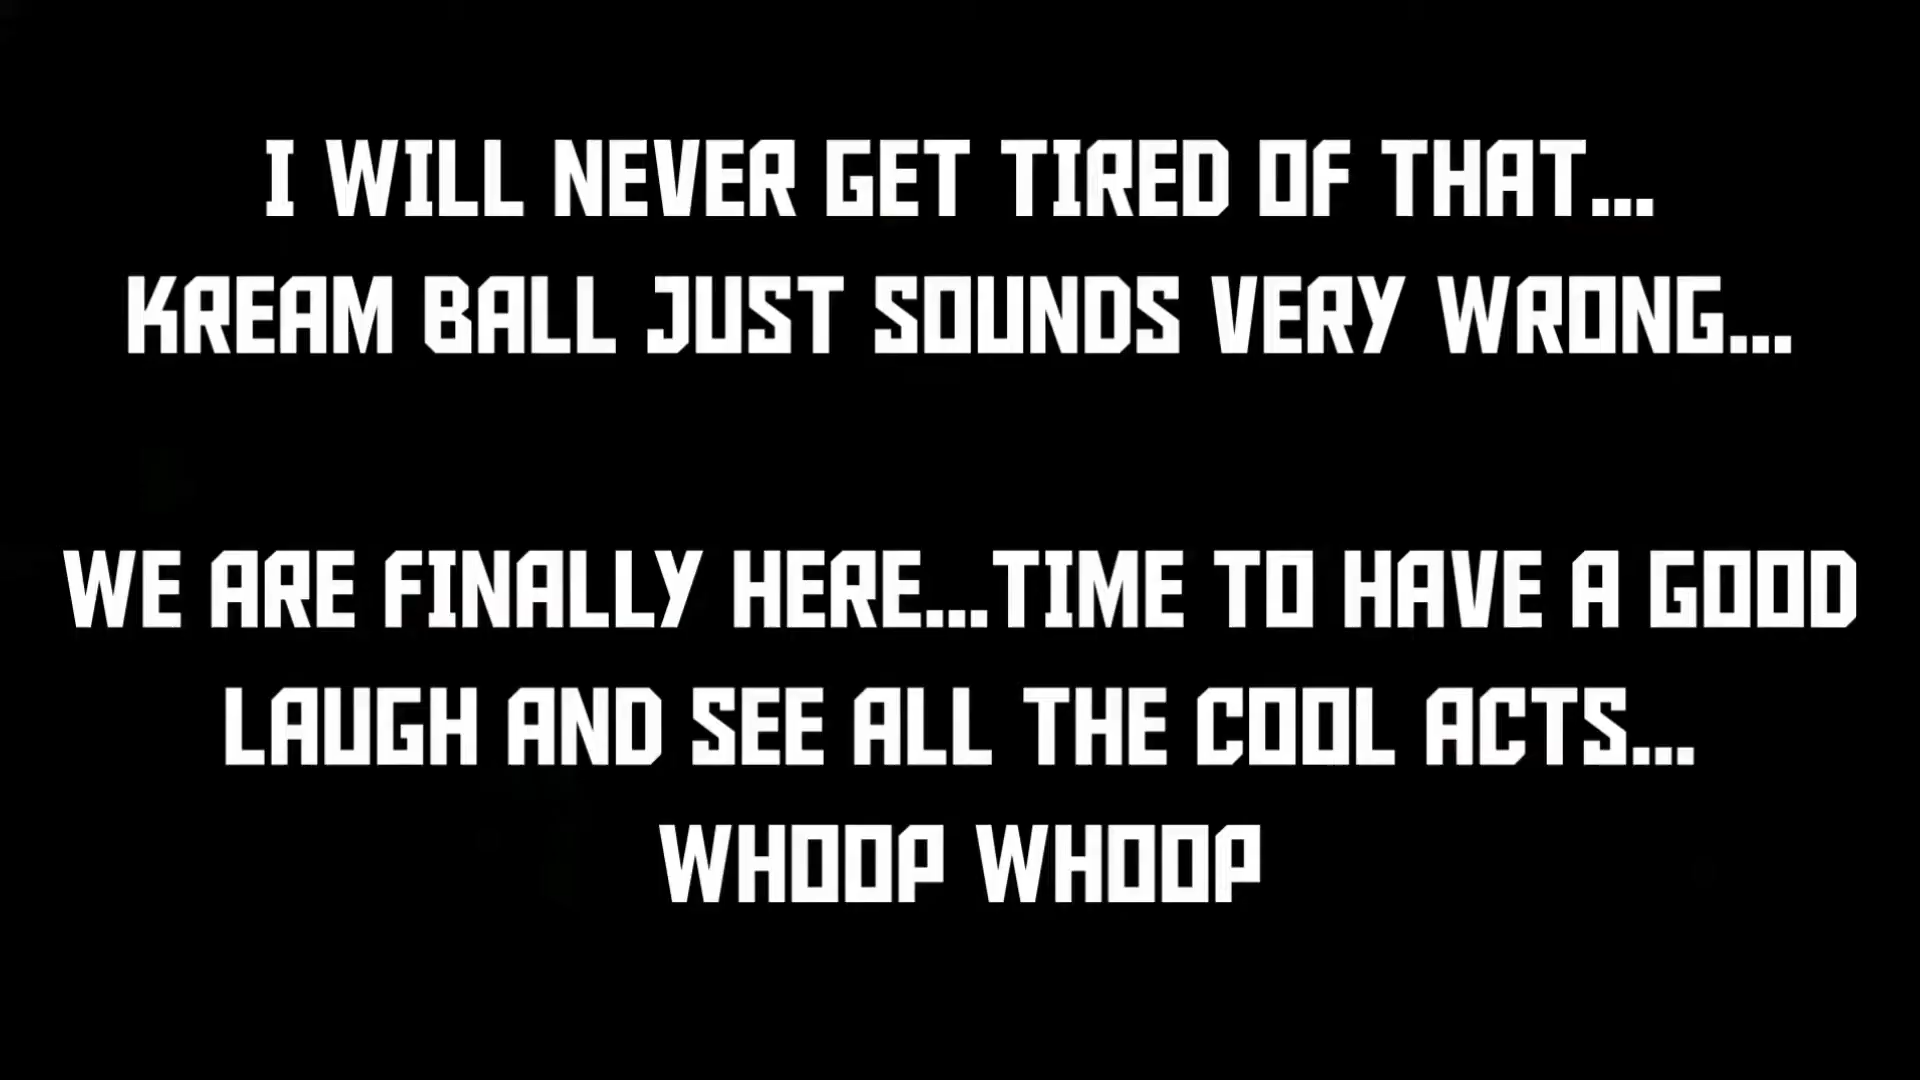 I WILL NEVER GET TIRED OF THAT...
KREAM BALL JUST SOUNDS VERY WRONG...
WE ARE FINALLY HERE...TIME TO HAVE A GOOD
LAUGH AND SEE ALL THE COOL ACTS...
WHOOP WHOOP